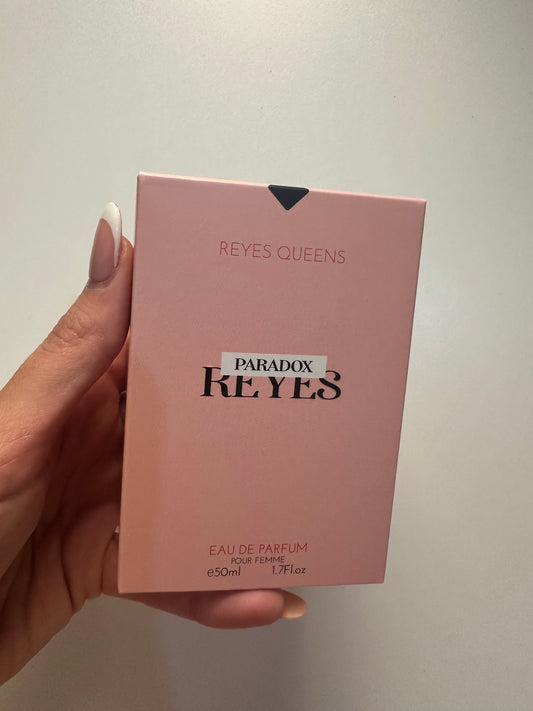 REYES QUEENS
PARADOX
REYES
EAU DE PARFUM
POUR FEMME
e50ml 1.7Fl.oz